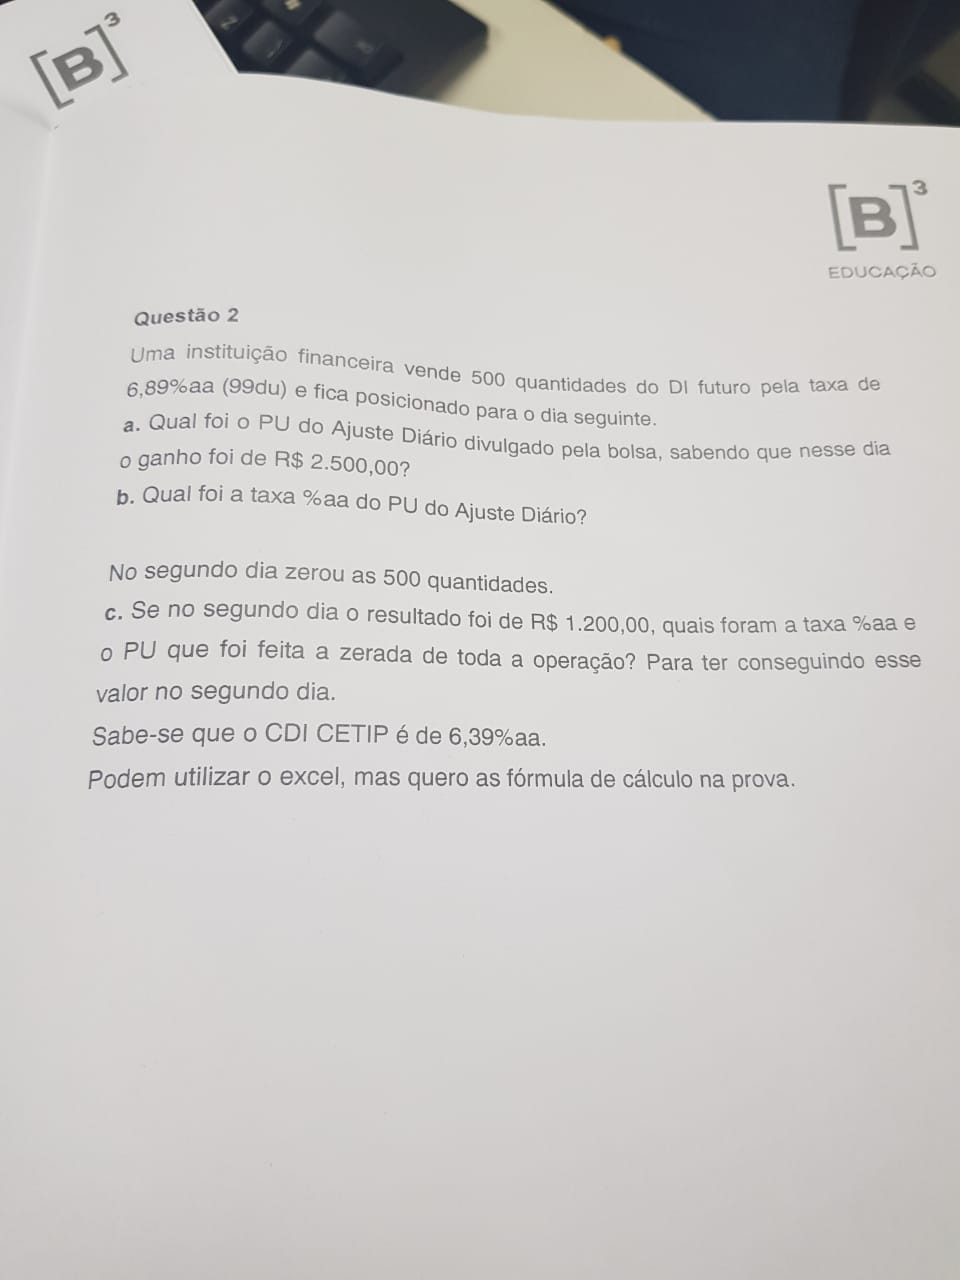 [B]³
[B]³
EDUCAÇÃO
Questão 2
Uma instituição financeira vende 500 quantidades do DI futuro pela taxa de
6,89%aa (99du) e fica posicionado para o dia seguinte.
a. Qual foi o PU do Ajuste Diário divulgado pela bolsa, sabendo que nesse dia
o ganho foi de R$ 2.500,00?
b. Qual foi a taxa %aa do PU do Ajuste Diário?
No segundo dia zerou as 500 quantidades.
c. Se no segundo dia o resultado foi de R$ 1.200,00, quais foram a taxa %aa e
o PU que foi feita a zerada de toda a operação? Para ter conseguindo esse
valor no segundo dia.
Sabe-se que o CDI CETIP é de 6,39%aa.
Podem utilizar o excel, mas quero as fórmula de cálculo na prova.